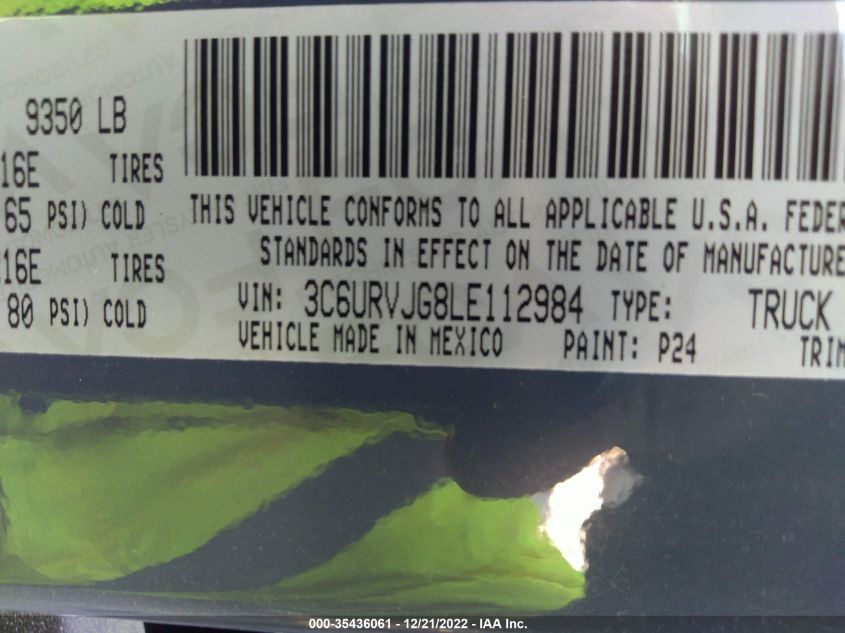 9350 LB
16E TIRES
65 PSI) COLD
16E TIRES
80 PSI) COLD
THIS VEHICLE CONFORMS TO ALL APPLICABLE U.S.A. FEDER
STANDARDS IN EFFECT ON THE DATE OF MANUFACTURE
VIN: 3C6URVJG8LE112984 TYPE: TRUCK
VEHICLE MADE IN MEXICO PAINT: P24 TRIM
000-35436061 - 12/21/2022 - IAA Inc.